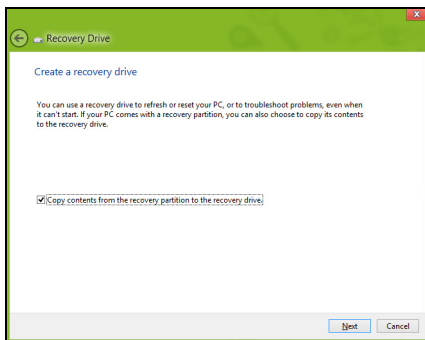 Recovery Drive
Create a recovery drive
You can use a recovery drive to refresh or reset your PC, or to troubleshoot problems, even when
it can't start. If your PC comes with a recovery partition, you can also choose to copy its contents
to the recovery drive.
Copy contents from the recovery partition to the recovery drive.
Next Cancel